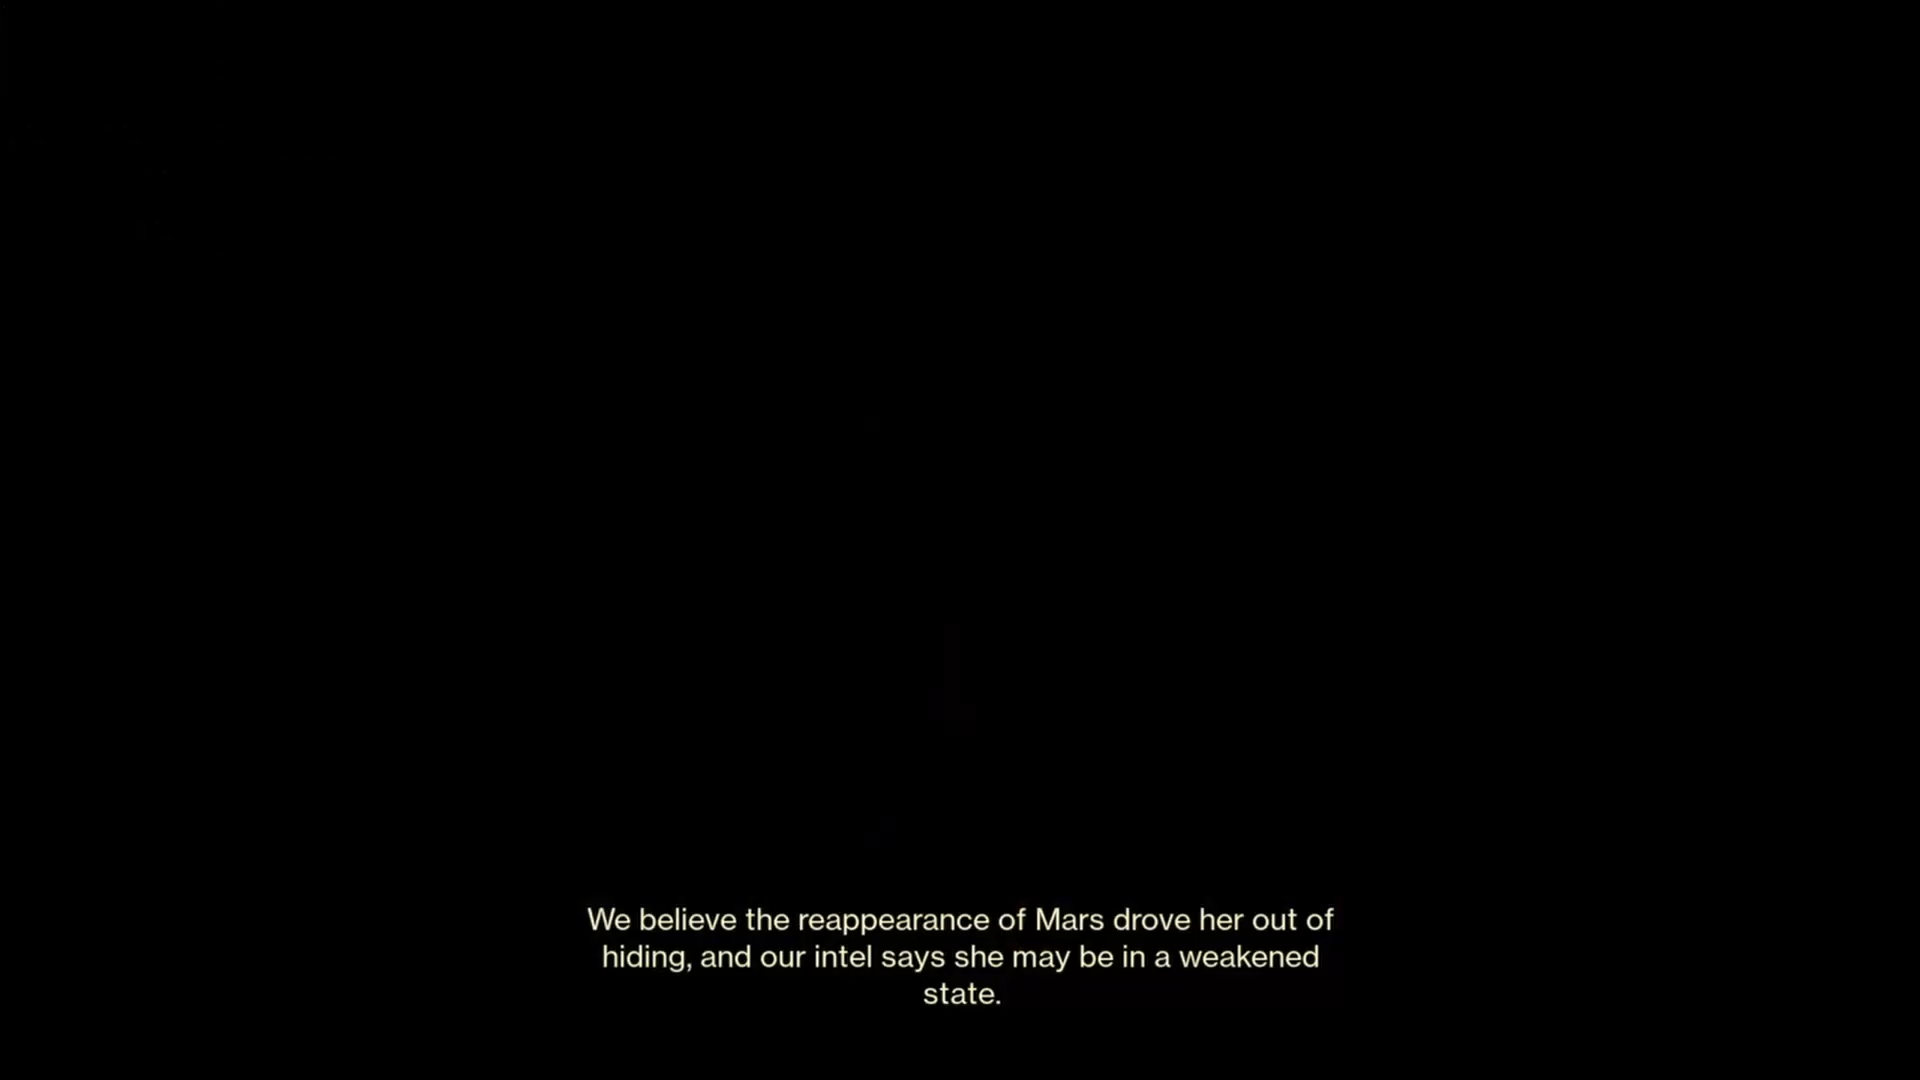 We believe the reappearance of Mars drove her out of
hiding, and our intel says she may be in a weakened
state.